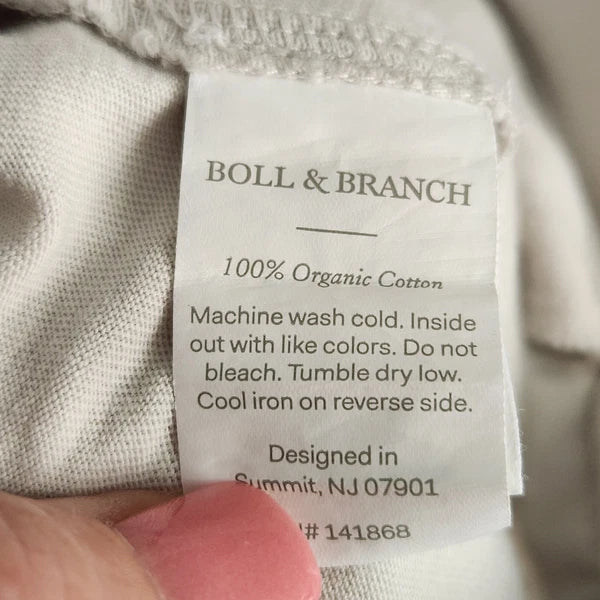 BOLL & BRANCH
100% Organic Cotton
Machine wash cold. Inside
out with like colors. Do not
bleach. Tumble dry low.
Cool iron on reverse side.
Designed in
Summit, NJ 07901
# 141868